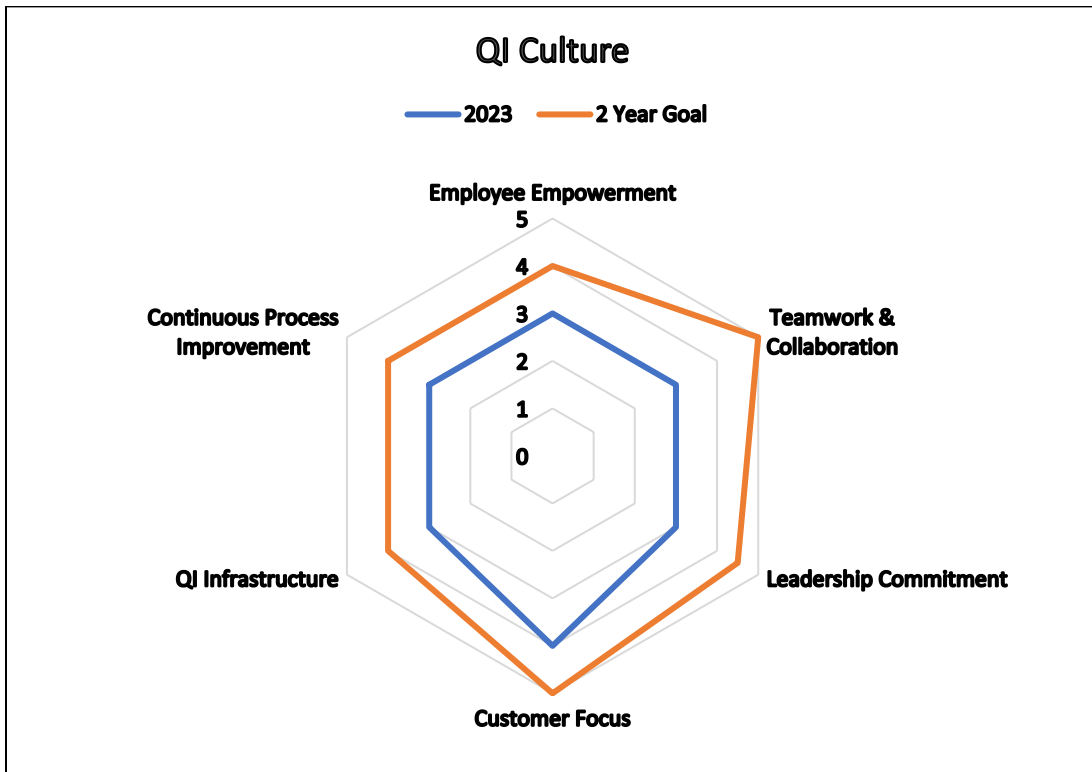 QI Culture
2023 2 Year Goal
Employee Empowerment
5
4
3
2
1
0
Continuous Process
Improvement
Teamwork &
Collaboration
QI Infrastructure
Leadership Commitment
Customer Focus